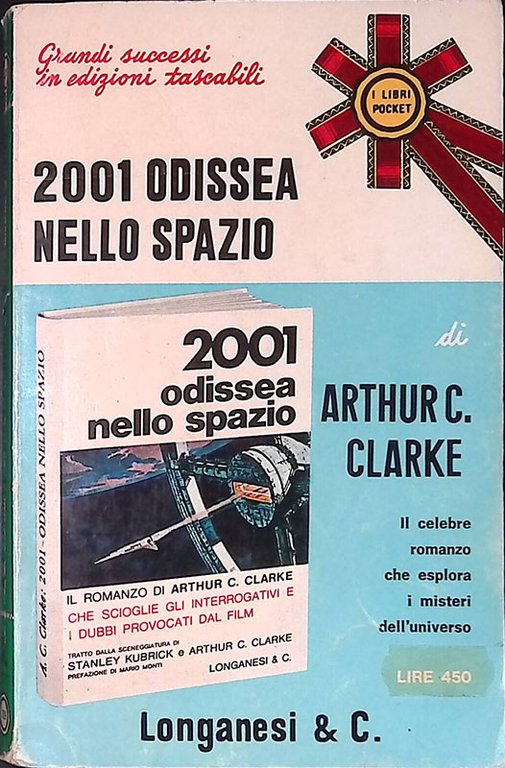 Grandi successi
in edizioni tascabili
I LIBRI
POCKET
2001 ODISSEA
NELLO SPAZIO
di
ARTHUR C.
CLARKE
Il celebre
romanzo
che esplora
i misteri
dell'universo
LIRE 450
A. C. Clarke: 2001 - ODISSEA NELLO SPAZIO
2001
odissea
nello spazio
IL ROMANZO DI ARTHUR C. CLARKE
CHE SCIOGLIE GLI INTERROGATIVI E
I DUBBI PROVOCATI DAL FILM
TRATTO DALLA SCENEGGIATURA DI
STANLEY KUBRICK e ARTHUR C. CLARKE
PREFAZIONE DI MARIO MONTI
LONGANESI & C.
Longanesi & C.